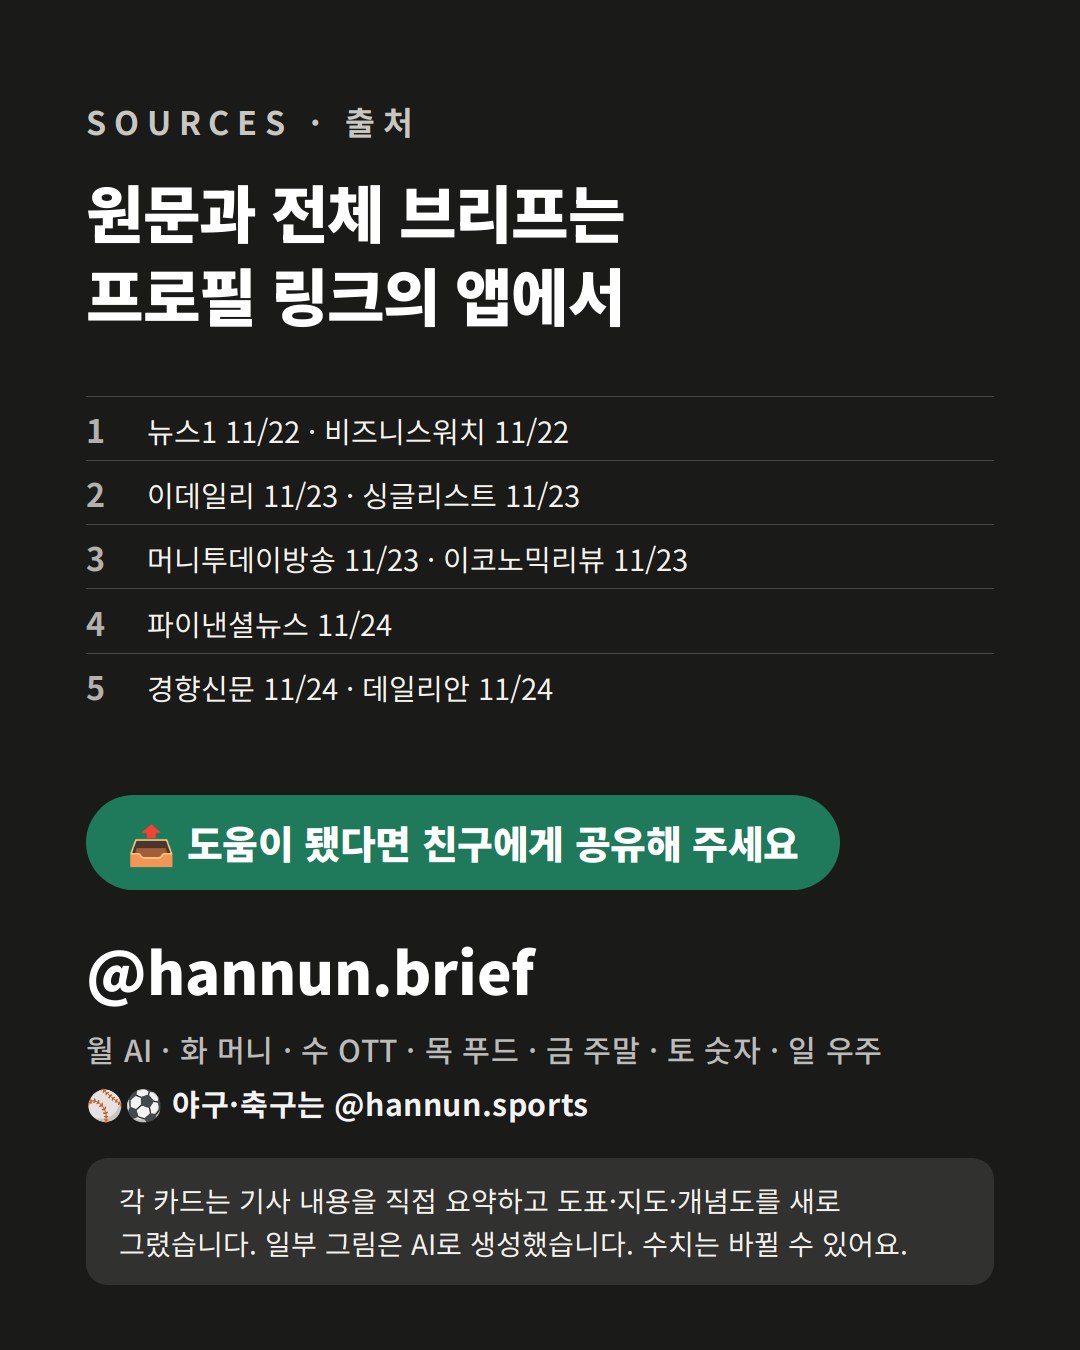 SOURCES · 출처
원문과 전체 브리프는
프로필 링크의 앱에서
1 뉴스1 11/22 · 비즈니스워치 11/22
2 이데일리 11/23 · 싱글리스트 11/23
3 머니투데이방송 11/23 · 이코노믹리뷰 11/23
4 파이낸셜뉴스 11/24
5 경향신문 11/24 · 데일리안 11/24
📤 도움이 됐다면 친구에게 공유해 주세요
@hannun.brief
월 AI · 화 머니 · 수 OTT · 목 푸드 · 금 주말 · 토 숫자 · 일 우주
⚾⚽ 야구·축구는 @hannun.sports
각 카드는 기사 내용을 직접 요약하고 도표·지도·개념도를 새로
그렸습니다. 일부 그림은 AI로 생성했습니다. 수치는 바뀔 수 있어요.